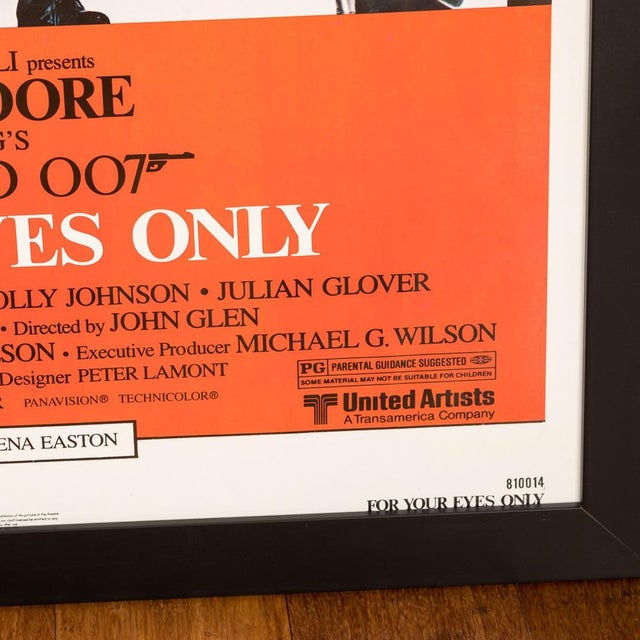 LI presents
OORE
G'S
D 007
YES ONLY
OLLY JOHNSON • JULIAN GLOVER
• Directed by JOHN GLEN
LSON • Executive Producer MICHAEL G. WILSON
Designer PETER LAMONT
PG PARENTAL GUIDANCE SUGGESTED
SOME MATERIAL MAY NOT BE SUITABLE FOR CHILDREN
R PANAVISION® TECHNICOLOR®
United Artists
A Transamerica Company
ENA EASTON
810014
FOR YOUR EYES ONLY